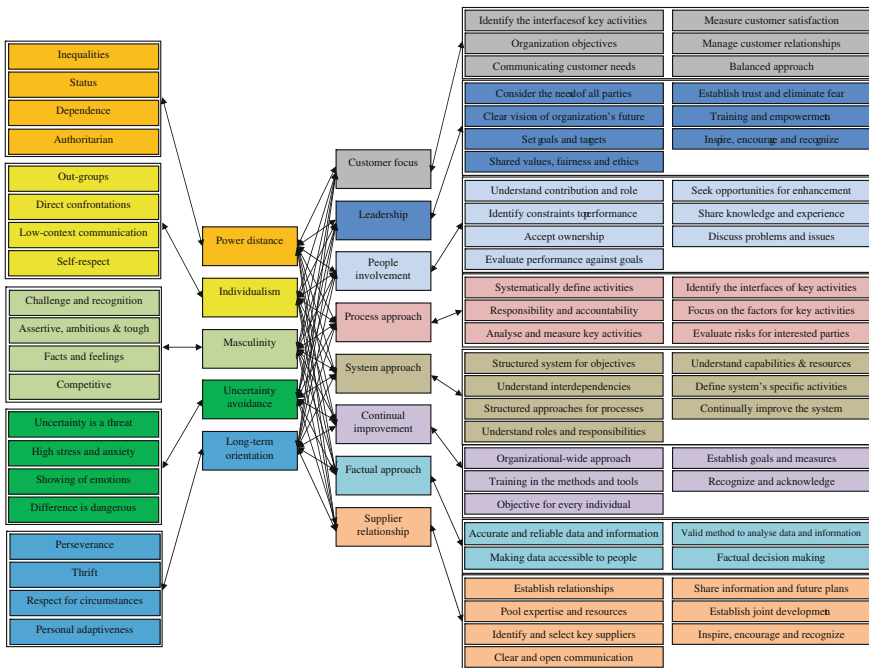 Inequalities
Status
Dependence
Authoritarian
Out-groups
Direct confrontations
Low-context communication
Self-respect
Challenge and recognition
Assertive, ambitious & tough
Facts and feelings
Competitive
Uncertainty is a threat
High stress and anxiety
Showing of emotions
Difference is dangerous
Perseverance
Thrift
Respect for circumstances
Personal adaptiveness
Power distance
Individualism
Masculinity
Uncertainty
avoidance
Long-term
orientation
Customer focus
Leadership
People
involvement
Process approach
System approach
Continual
improvement
Factual approach
Supplier
relationship
Identify the interfacesof key activities
Measure customer satisfaction
Organization objectives
Manage customer relationships
Communicating customer needs
Balanced approach
Consider the needs of all parties
Establish trust and eliminate fear
Clear vision of organization's future
Training and empowerment
Set goals and targets
Inspire, encourage and recognize
Shared values, fairness and ethics
Understand contribution and role
Seek opportunities for enhancement
Identify constraints to performance
Share knowledge and experience
Accept ownership
Discuss problems and issues
Evaluate performance against goals
Systematically define activities
Identify the interfaces of key activities
Responsibility and accountability
Focus on the factors for key activities
Analyse and measure key activities
Evaluate risks for interested parties
Structured system for objectives
Understand capabilities & resources
Understand interdependencies
Define system's specific activities
Structured approaches for processes
Continually improve the system
Understand roles and responsibilities
Organizational-wide approach
Establish goals and measures
Training in the methods and tools
Recognize and acknowledge
Objective for every individual
Accurate and reliable data and information
Valid method to analyse data and information
Making data accessible to people
Factual decision making
Establish relationships
Share information and future plans
Pool expertise and resources
Establish joint development
Identify and select key suppliers
Inspire, encourage and recognize
Clear and open communication